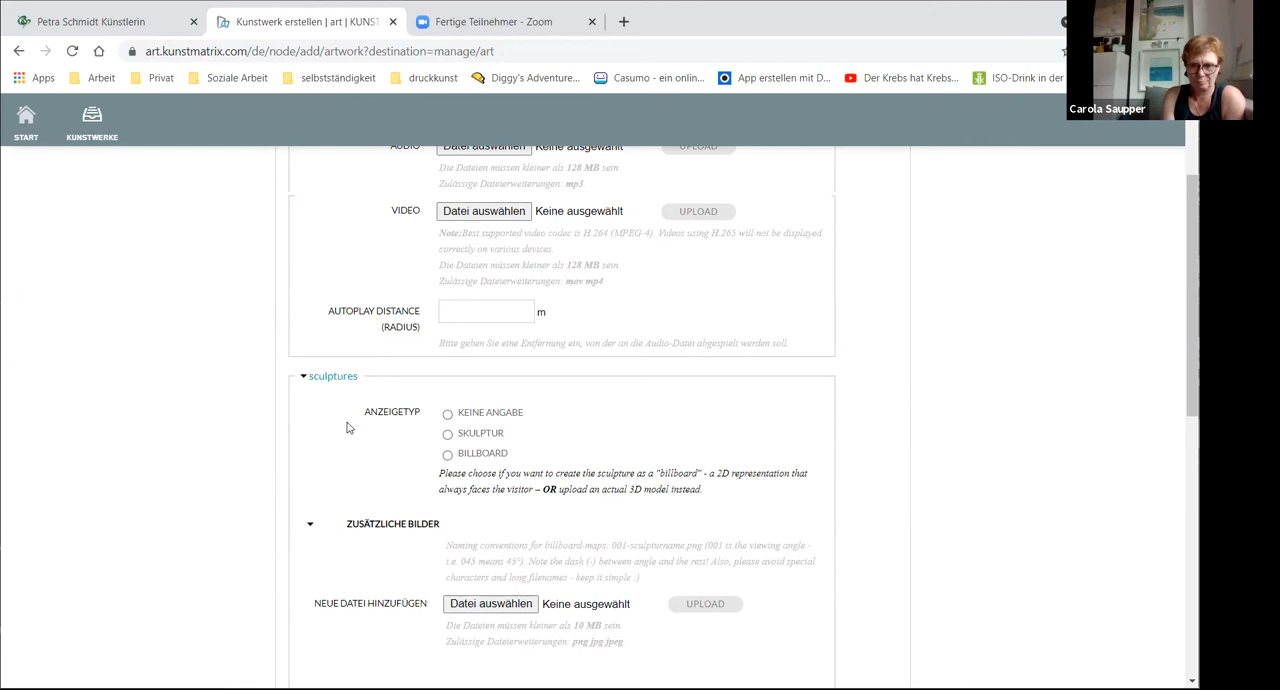 Petra Schmidt Künstlerin
Kunstwerk erstellen | art | KUNST
Fertige Teilnehmer - Zoom
art.kunstmatrix.com/de/node/add/artwork?destination=manage/art
Apps
Arbeit
Privat
Soziale Arbeit
selbstständigkeit
druckkunst
Diggy's Adventure...
Casumo - ein onlin...
App erstellen mit D...
Der Krebs hat Krebs...
ISO-Drink in der
Carola Saupper
START
KUNSTWERKE
AUDIO
Datei auswählen
Keine ausgewählt
UPLOAD
Die Dateien müssen kleiner als 128 MB sein.
Zulässige Dateierweiterungen: mp3.
VIDEO
Datei auswählen
Keine ausgewählt
UPLOAD
Note:Best supported video codec is H.264 (MPEG-4). Videos using H.265 will not be displayed
correctly on various devices.
Die Dateien müssen kleiner als 128 MB sein.
Zulässige Dateierweiterungen: mov mp4.
AUTOPLAY DISTANCE
(RADIUS)
m
Bitte geben Sie eine Entfernung ein, von der an die Audio-Datei abgespielt werden soll.
sculptures
ANZEIGETYP
KEINE ANGABE
SKULPTUR
BILLBOARD
Please choose if you want to create the sculpture as a "billboard" - a 2D representation that
always faces the visitor – OR upload an actual 3D model instead.
ZUSÄTZLICHE BILDER
Naming conventions for billboard-maps: 001-sculpturname.png (001 is the viewing angle -
i.e. 045 means 45°). Note the dash (-) between angle and the rest! Also, please avoid special
characters and long filenames - keep it simple :)
NEUE DATEI HINZUFÜGEN
Datei auswählen
Keine ausgewählt
UPLOAD
Die Dateien müssen kleiner als 10 MB sein.
Zulässige Dateierweiterungen: png jpg jpeg.